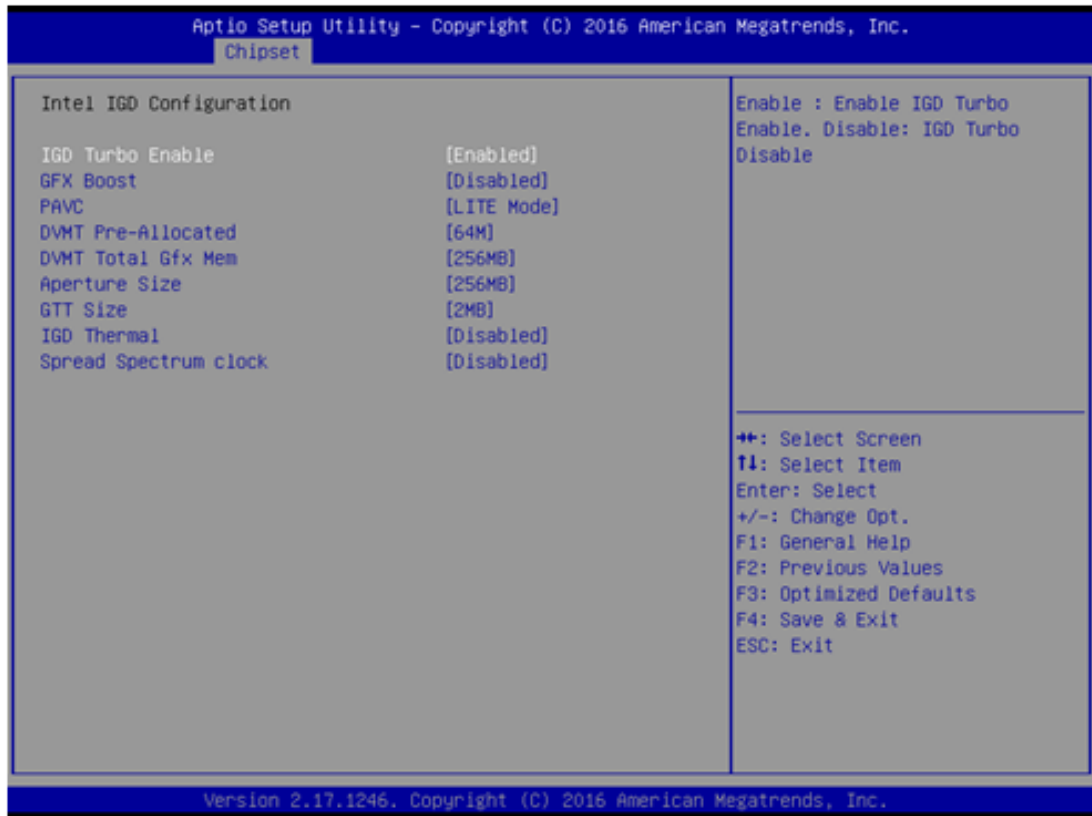 Aptio Setup Utility – Copyright (C) 2016 American Megatrends, Inc.
Chipset
Intel IGD Configuration
IGD Turbo Enable [Enabled]
GFX Boost [Disabled]
PAVC [LITE Mode]
DVMT Pre-Allocated [64M]
DVMT Total Gfx Mem [256MB]
Aperture Size [256MB]
GTT Size [2MB]
IGD Thermal [Disabled]
Spread Spectrum clock [Disabled]
Enable : Enable IGD Turbo
Enable. Disable: IGD Turbo
Disable
→←: Select Screen
↑↓: Select Item
Enter: Select
+/-: Change Opt.
F1: General Help
F2: Previous Values
F3: Optimized Defaults
F4: Save & Exit
ESC: Exit
Version 2.17.1246. Copyright (C) 2016 American Megatrends, Inc.